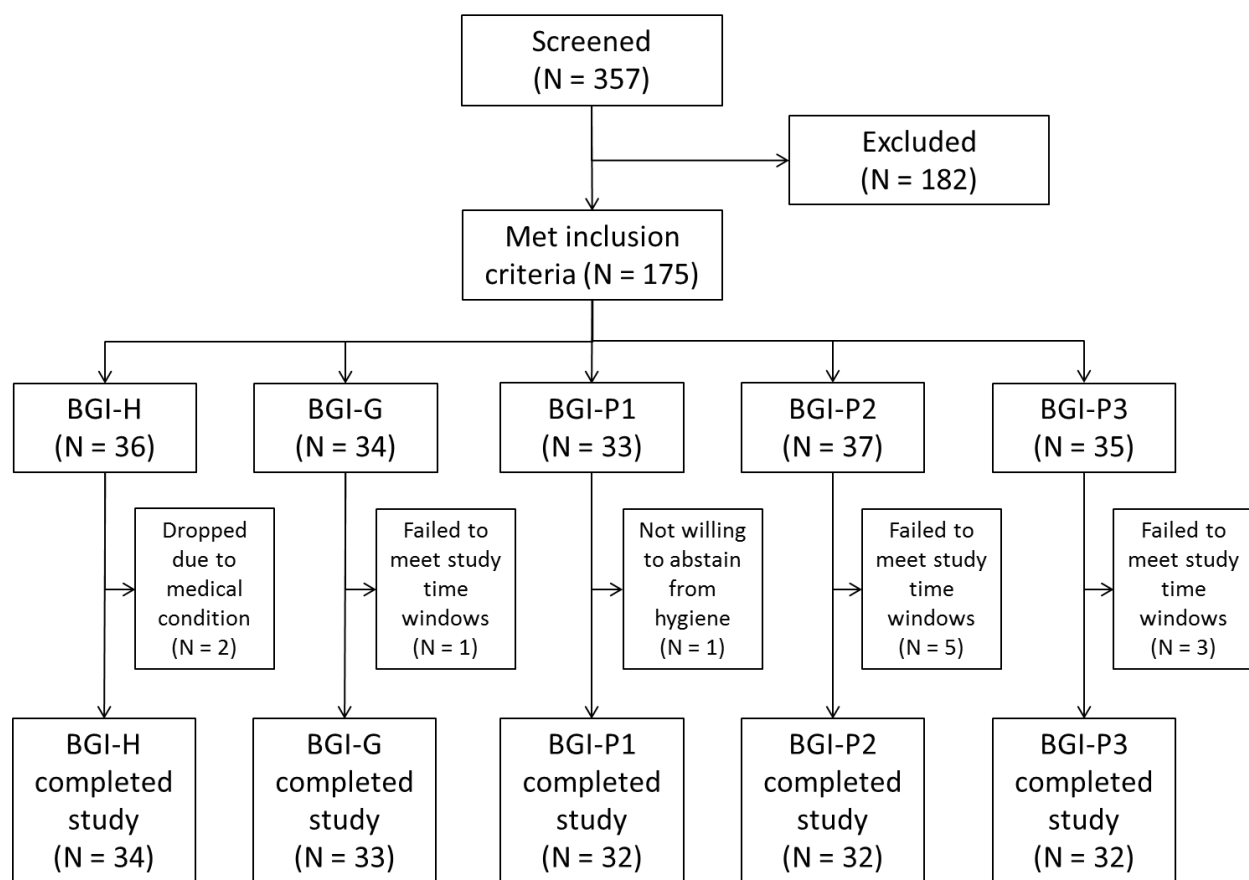 Screened
(N = 357)
Excluded
(N = 182)
Met inclusion
criteria (N = 175)
BGI-H
(N = 36)
BGI-G
(N = 34)
BGI-P1
(N = 33)
BGI-P2
(N = 37)
BGI-P3
(N = 35)
Dropped
due to
medical
condition
(N = 2)
Failed to
meet study
time
windows
(N = 1)
Not willing
to abstain
from
hygiene
(N = 1)
Failed to
meet study
time
windows
(N = 5)
Failed to
meet study
time
windows
(N = 3)
BGI-H
completed
study
(N = 34)
BGI-G
completed
study
(N = 33)
BGI-P1
completed
study
(N = 32)
BGI-P2
completed
study
(N = 32)
BGI-P3
completed
study
(N = 32)